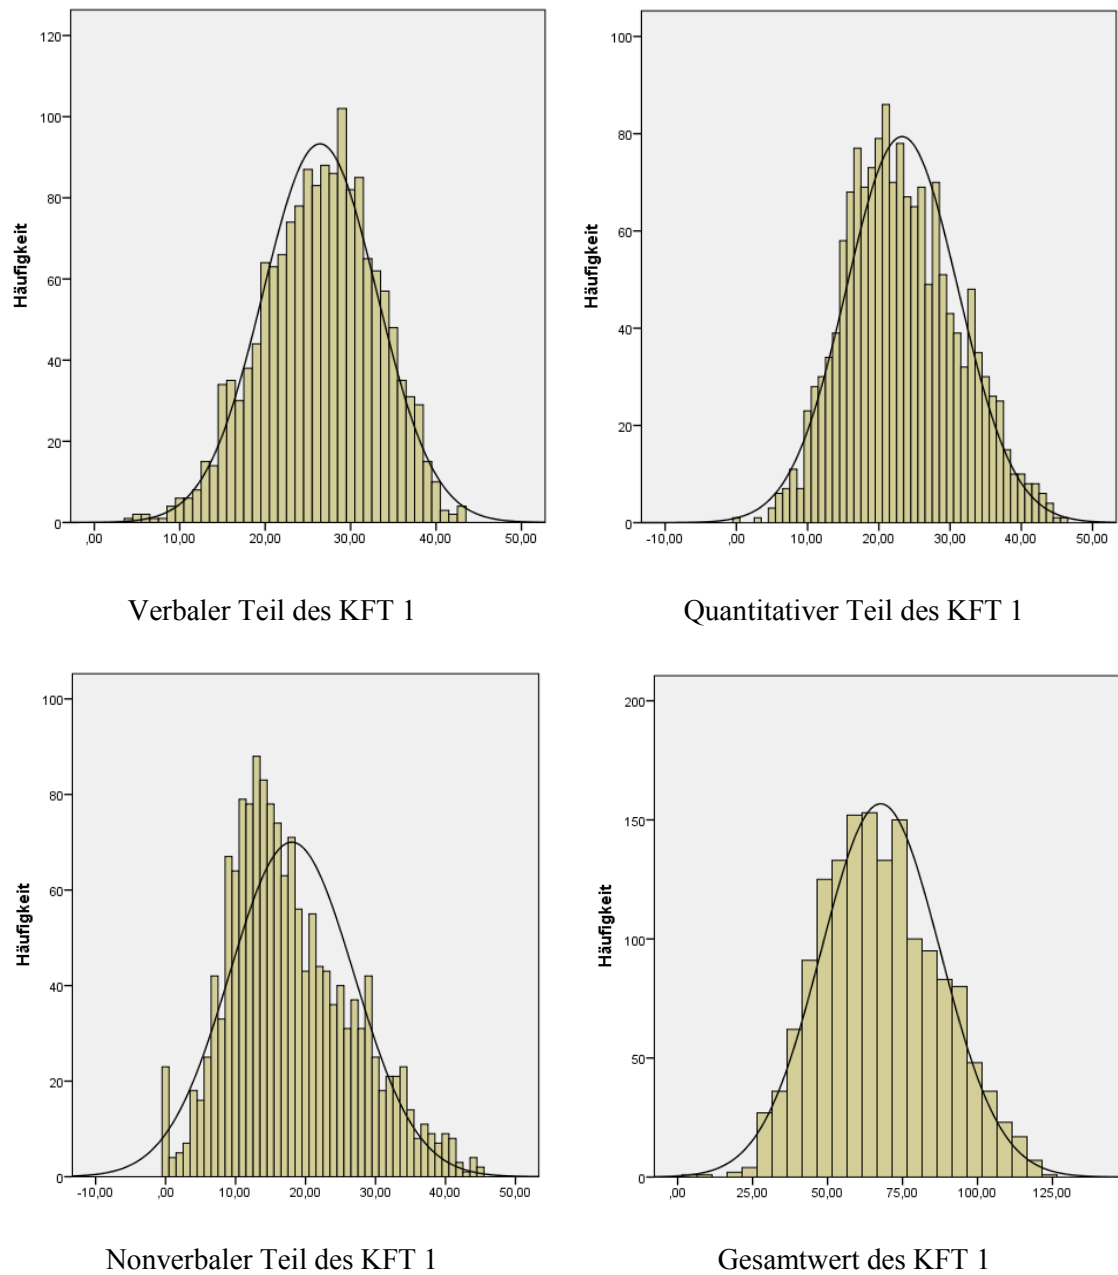 120
100
80
60
40
20
0
Häufigkeit
,00 10,00 20,00 30,00 40,00 50,00
Verbaler Teil des KFT 1
100
80
60
40
20
0
Häufigkeit
-10,00 ,00 10,00 20,00 30,00 40,00 50,00
Quantitativer Teil des KFT 1
100
80
60
40
20
0
Häufigkeit
-10,00 ,00 10,00 20,00 30,00 40,00 50,00
Nonverbaler Teil des KFT 1
200
150
100
50
0
Häufigkeit
,00 25,00 50,00 75,00 100,00 125,00
Gesamtwert des KFT 1